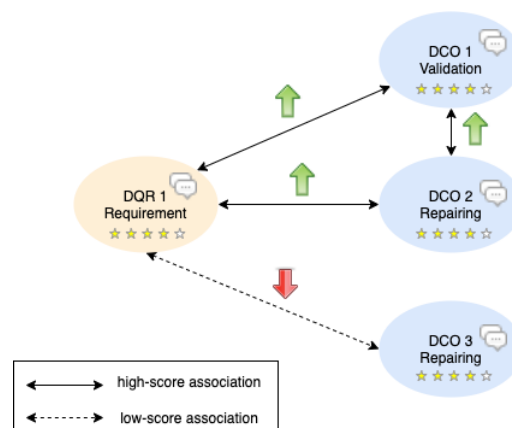 DCO 1
Validation
DQR 1
Requirement
DCO 2
Repairing
DCO 3
Repairing
high-score association
low-score association